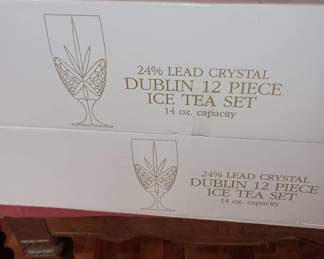 24% LEAD CRYSTAL
DUBLIN 12 PIECE
ICE TEA SET
14 oz. capacity
24% LEAD CRYSTAL
DUBLIN 12 PIECE
ICE TEA SET
14 oz. capacity